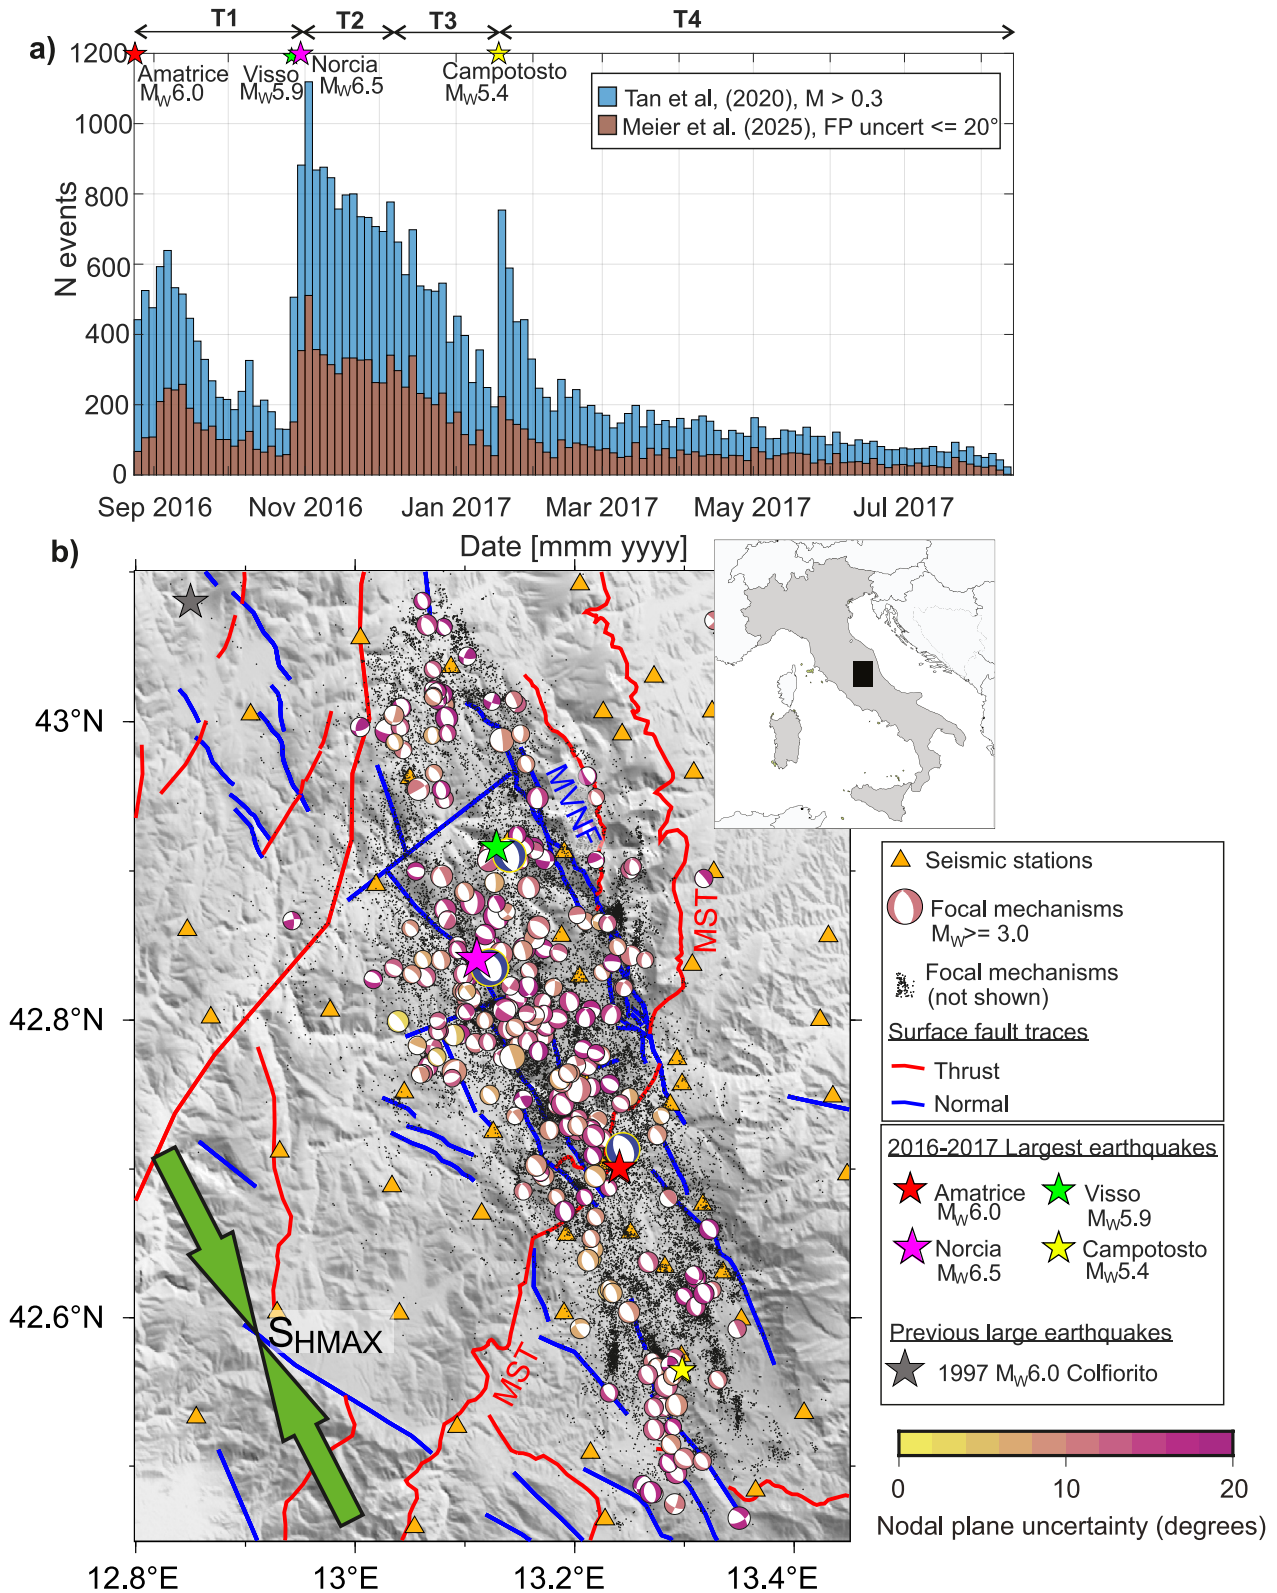 T1 T2 T3 T4
a)
1200
1000
800
600
400
200
0
N events
Amatrice
MW6.0
Visso
MW5.9
Norcia
MW6.5
Campotosto
MW5.4
Tan et al, (2020), M > 0.3
Meier et al. (2025), FP uncert <= 20°
Sep 2016 Nov 2016 Jan 2017 Mar 2017 May 2017 Jul 2017
Date [mmm yyyy]
b)
43°N
42.8°N
42.6°N
12.8°E 13°E 13.2°E 13.4°E
MVNF
MST
MST
SHMAX
Seismic stations
Focal mechanisms
MW>= 3.0
Focal mechanisms
(not shown)
Surface fault traces
Thrust
Normal
2016-2017 Largest earthquakes
Amatrice
MW6.0
Visso
MW5.9
Norcia
MW6.5
Campotosto
MW5.4
Previous large earthquakes
1997 MW6.0 Colfiorito
0 10 20
Nodal plane uncertainty (degrees)